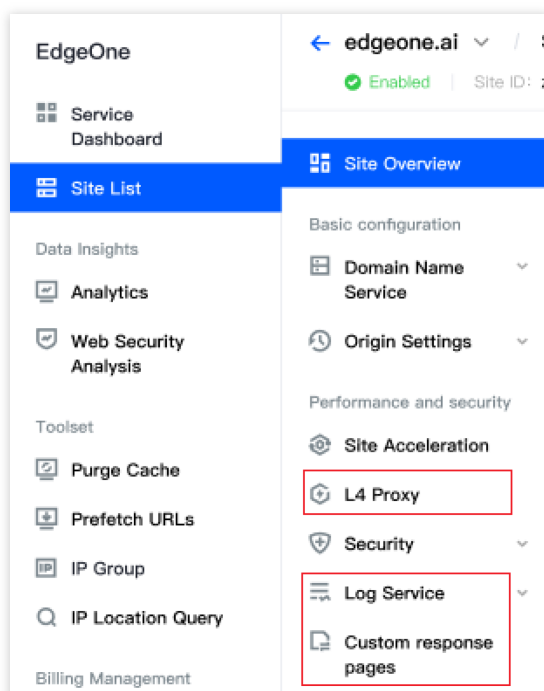 EdgeOne
Service
Dashboard
Site List
Data Insights
Analytics
Web Security
Analysis
Toolset
Purge Cache
Prefetch URLs
IP
IP Group
IP Location Query
Billing Management
edgeone.ai /
Enabled
Site ID:
Site Overview
Basic configuration
Domain Name
Service
Origin Settings
Performance and security
Site Acceleration
L4 Proxy
Security
Log Service
Custom response
pages